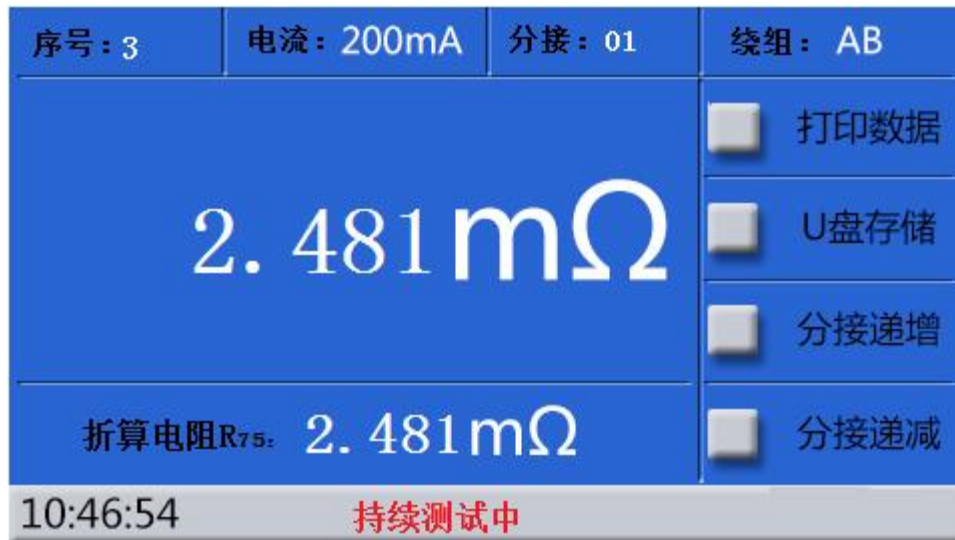 序号:3 电流:200mA 分接:01 绕组:AB
打印数据
2.481mΩ
U盘存储
分接递增
折算电阻R75: 2.481mΩ
分接递减
10:46:54 持续测试中